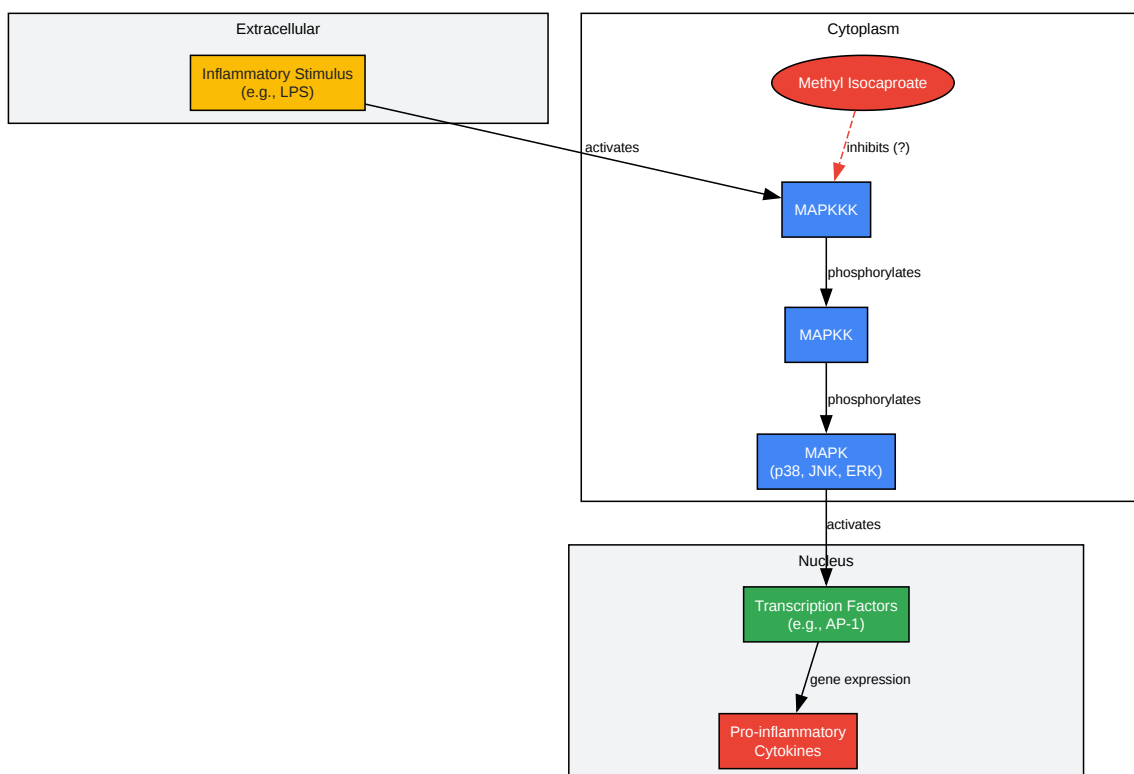 Extracellular
Inflammatory Stimulus
(e.g., LPS)
Cytoplasm
Methyl Isocaproate
activates
inhibits (?)
MAPKKK
phosphorylates
MAPKK
phosphorylates
MAPK
(p38, JNK, ERK)
activates
Nucleus
Transcription Factors
(e.g., AP-1)
gene expression
Pro-inflammatory
Cytokines